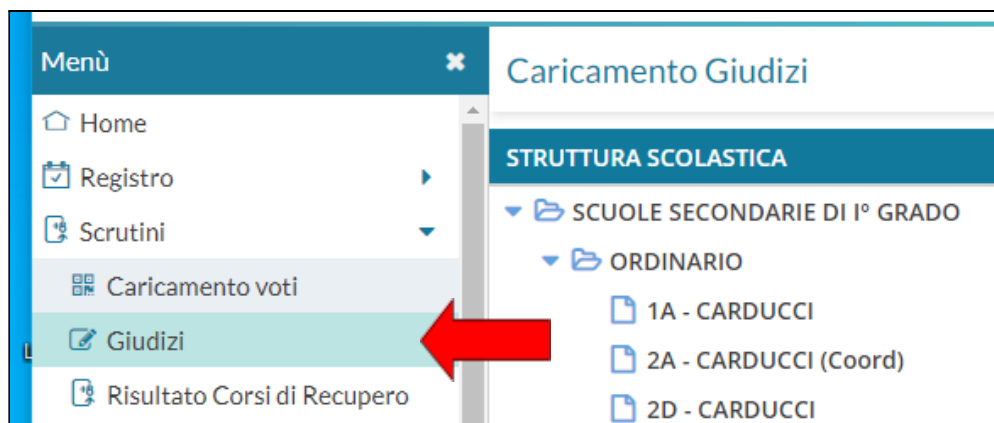 Menù
Home
Registro
Scrutini
Caricamento voti
Giudizi
Risultato Corsi di Recupero
Caricamento Giudizi
STRUTTURA SCOLASTICA
SCUOLE SECONDARIE DI Iº GRADO
ORDINARIO
1A - CARDUCCI
2A - CARDUCCI (Coord)
2D - CARDUCCI